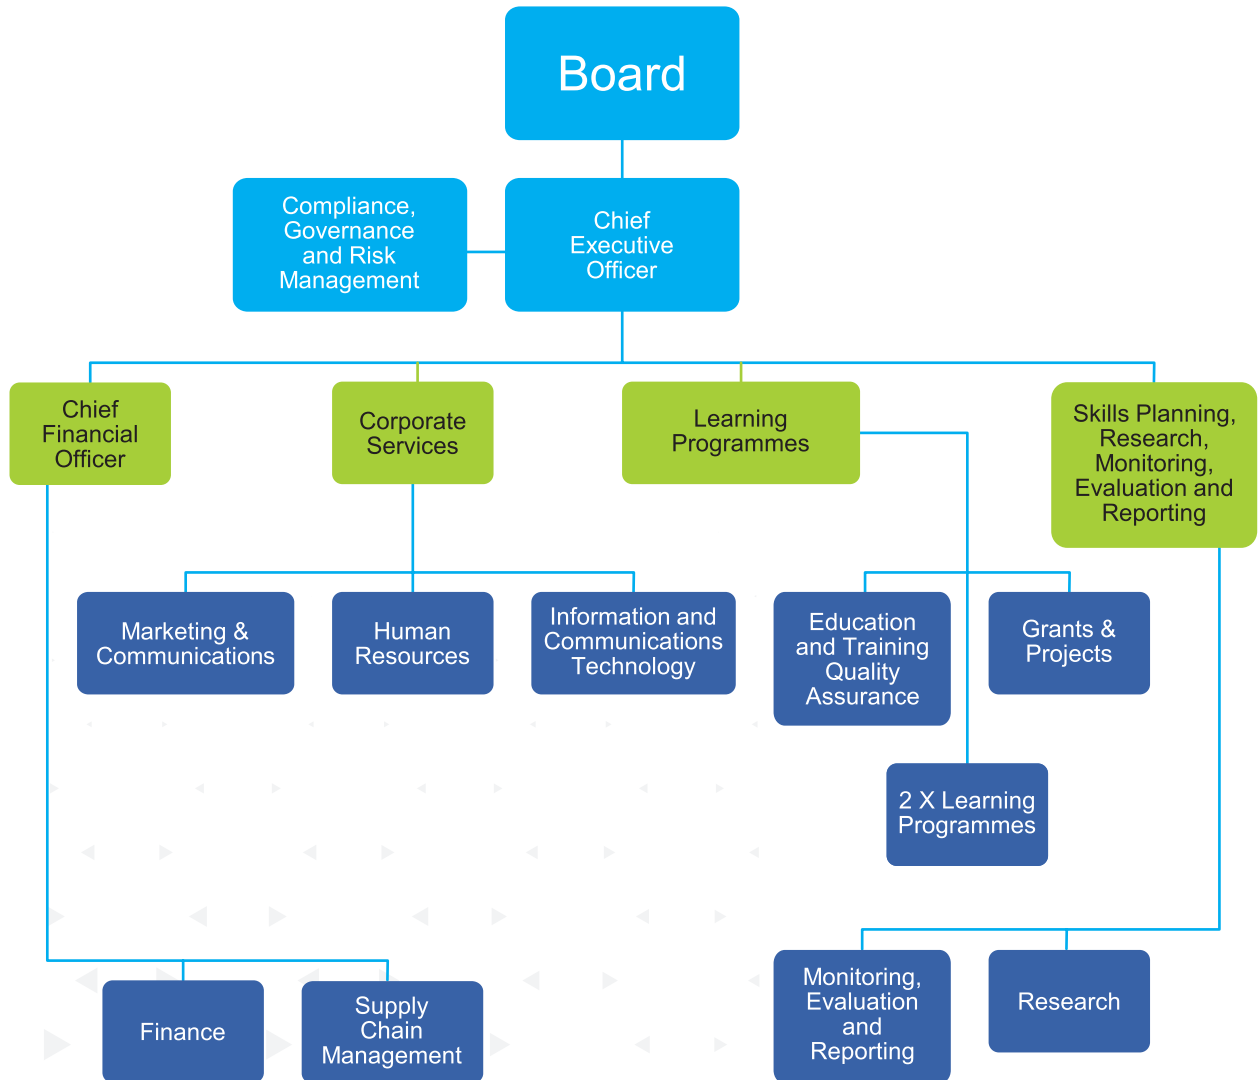 Board
Compliance,
Governance
and Risk
Management
Chief
Executive
Officer
Chief
Financial
Officer
Corporate
Services
Learning
Programmes
Skills Planning,
Research,
Monitoring,
Evaluation and
Reporting
Marketing &
Communications
Human
Resources
Information and
Communications
Technology
Education
and Training
Quality
Assurance
Grants &
Projects
2 X Learning
Programmes
Finance
Supply
Chain
Management
Monitoring,
Evaluation
and
Reporting
Research